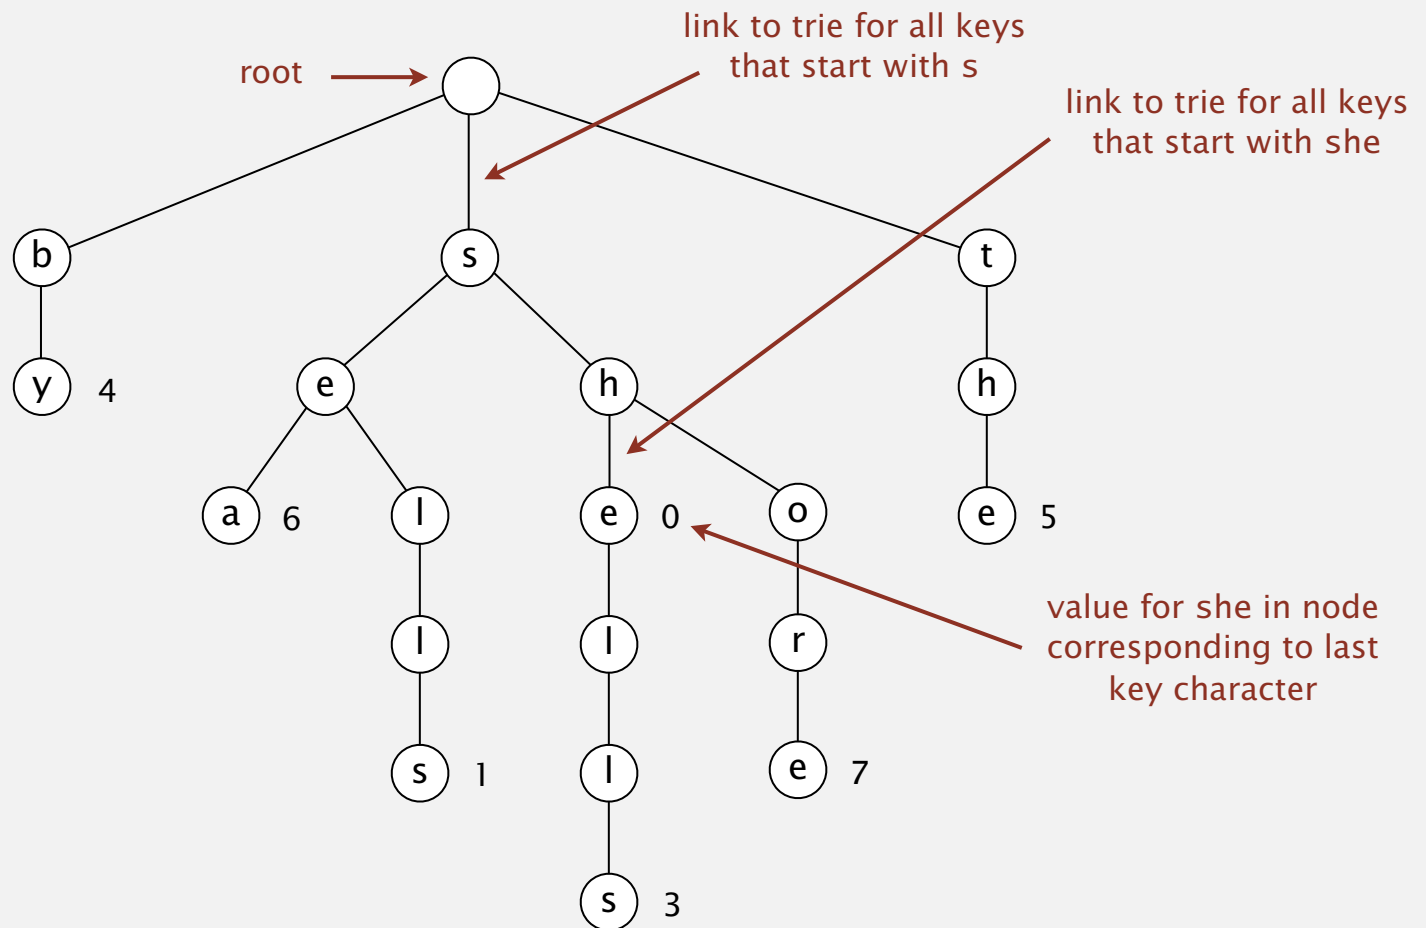 link to trie for all keys
that start with s
root
link to trie for all keys
that start with she
b
s
t
y 4
e
h
h
a 6
l
e 0
o
e 5
l
l
r
value for she in node
corresponding to last
key character
s 1
l
e 7
s 3